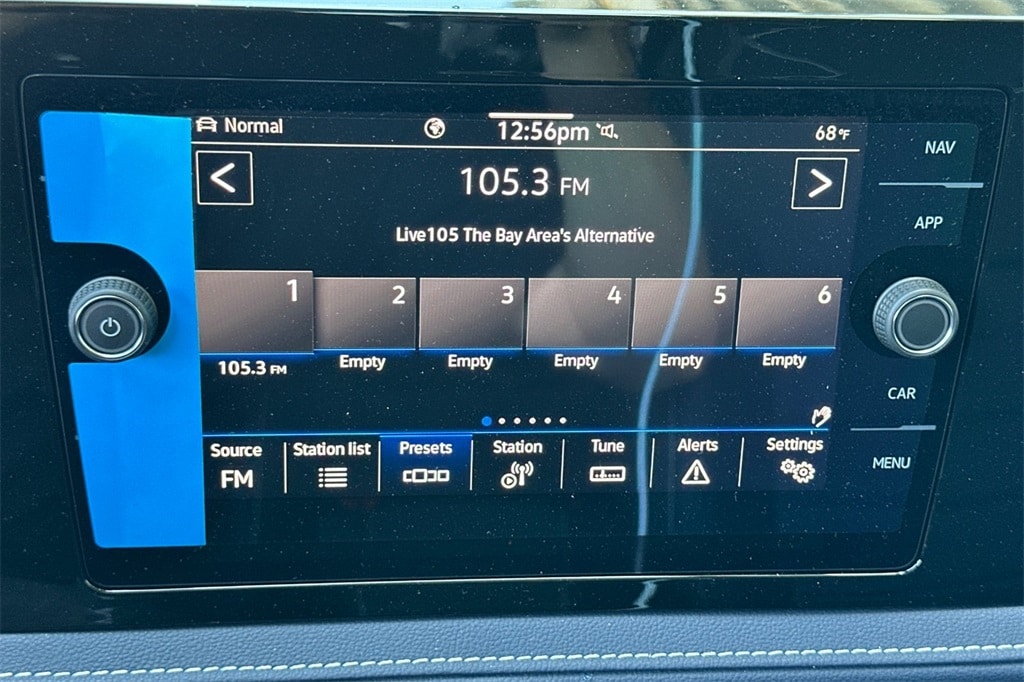 Normal 12:56pm 68°F
NAV
< 105.3 FM >
APP
Live105 The Bay Area's Alternative
1 2 3 4 5 6
105.3 FM Empty Empty Empty Empty Empty
CAR
Source Station list Presets Station Tune Alerts Settings
FM
MENU